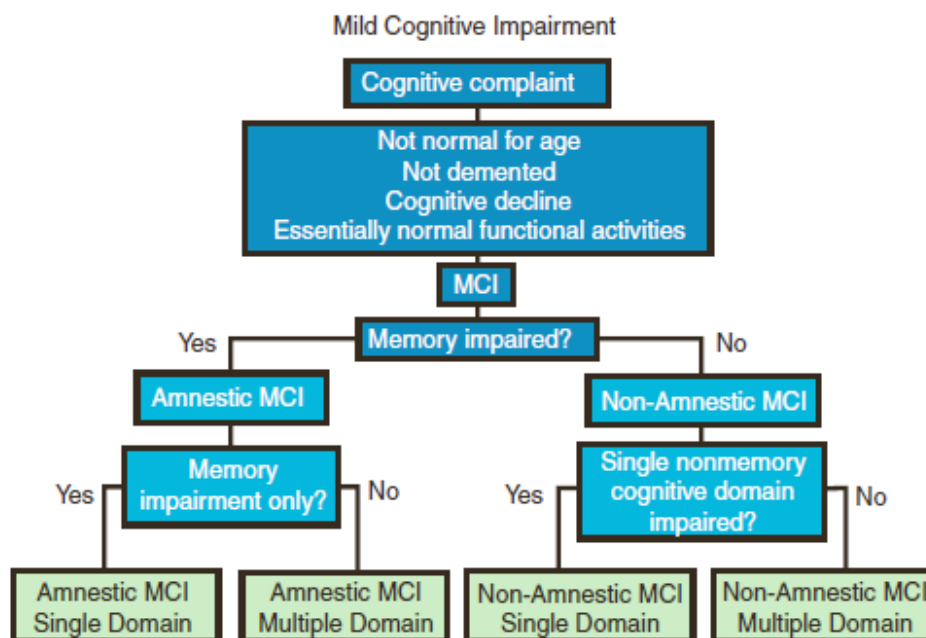 Mild Cognitive Impairment
Cognitive complaint
Not normal for age
Not demented
Cognitive decline
Essentially normal functional activities
MCI
Yes
Memory impaired?
No
Amnestic MCI
Non-Amnestic MCI
Yes
Memory
impairment only?
No
Yes
Single nonmemory
cognitive domain
impaired?
No
Amnestic MCI
Single Domain
Amnestic MCI
Multiple Domain
Non-Amnestic MCI
Single Domain
Non-Amnestic MCI
Multiple Domain